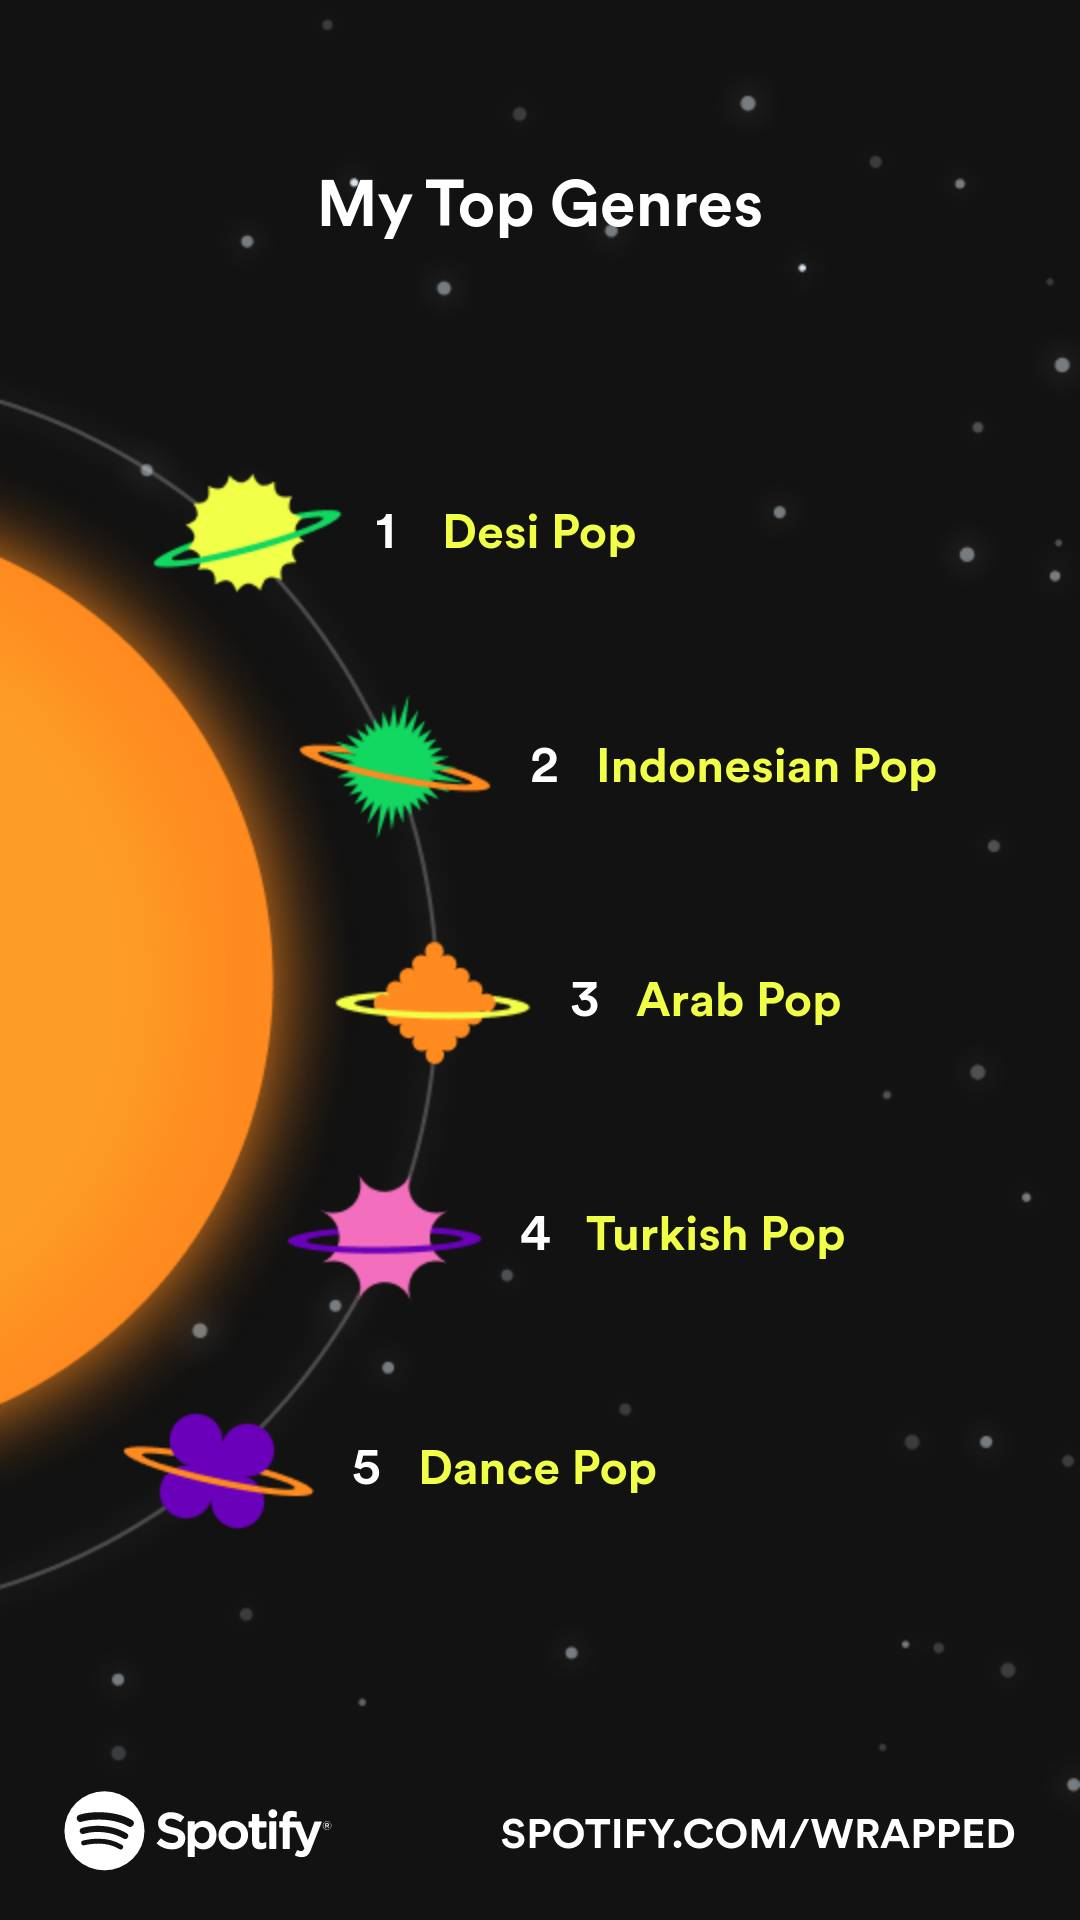 My Top Genres
1 Desi Pop
2 Indonesian Pop
3 Arab Pop
4 Turkish Pop
5 Dance Pop
Spotify®
SPOTIFY.COM/WRAPPED